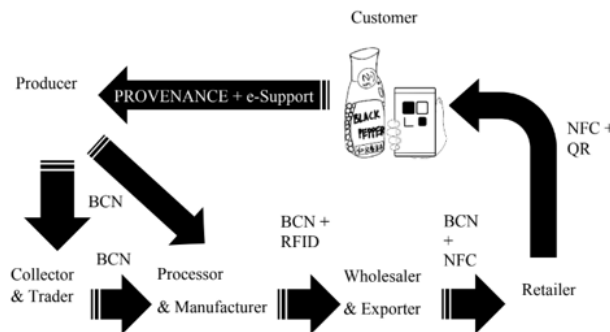 Customer
Producer
PROVENANCE + e-Support
BLACK
PEPPER
NFC +
QR
BCN
BCN
BCN +
RFID
BCN
+
NFC
Collector
& Trader
Processor
& Manufacturer
Wholesaler
& Exporter
Retailer